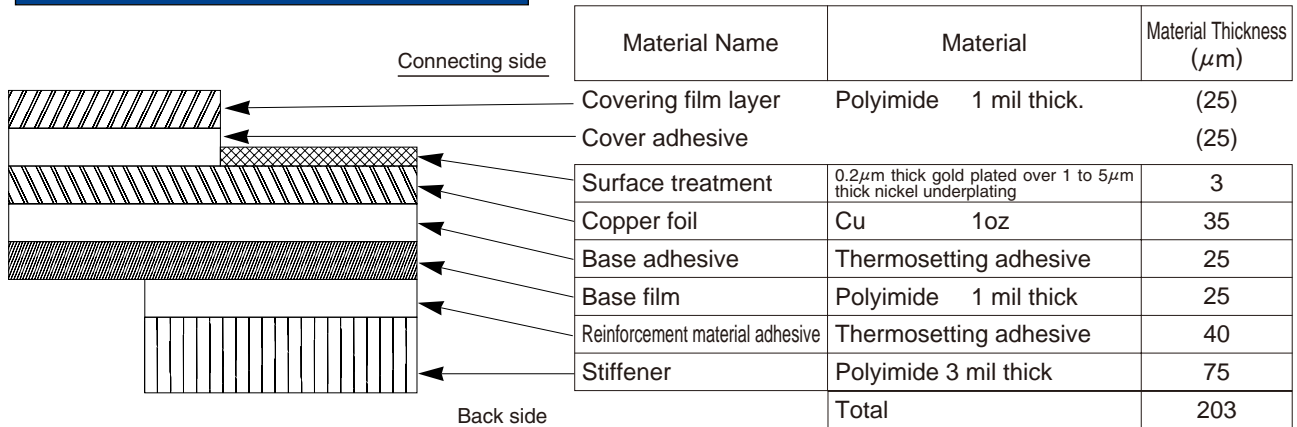 Connecting side
Material Name Material Material Thickness
(μm)
Covering film layer Polyimide 1 mil thick. (25)
Cover adhesive (25)
Surface treatment 0.2μm thick gold plated over 1 to 5μm
thick nickel underplating 3
Copper foil Cu 1oz 35
Base adhesive Thermosetting adhesive 25
Base film Polyimide 1 mil thick 25
Reinforcement material adhesive Thermosetting adhesive 40
Stiffener Polyimide 3 mil thick 75
Back side
Total 203